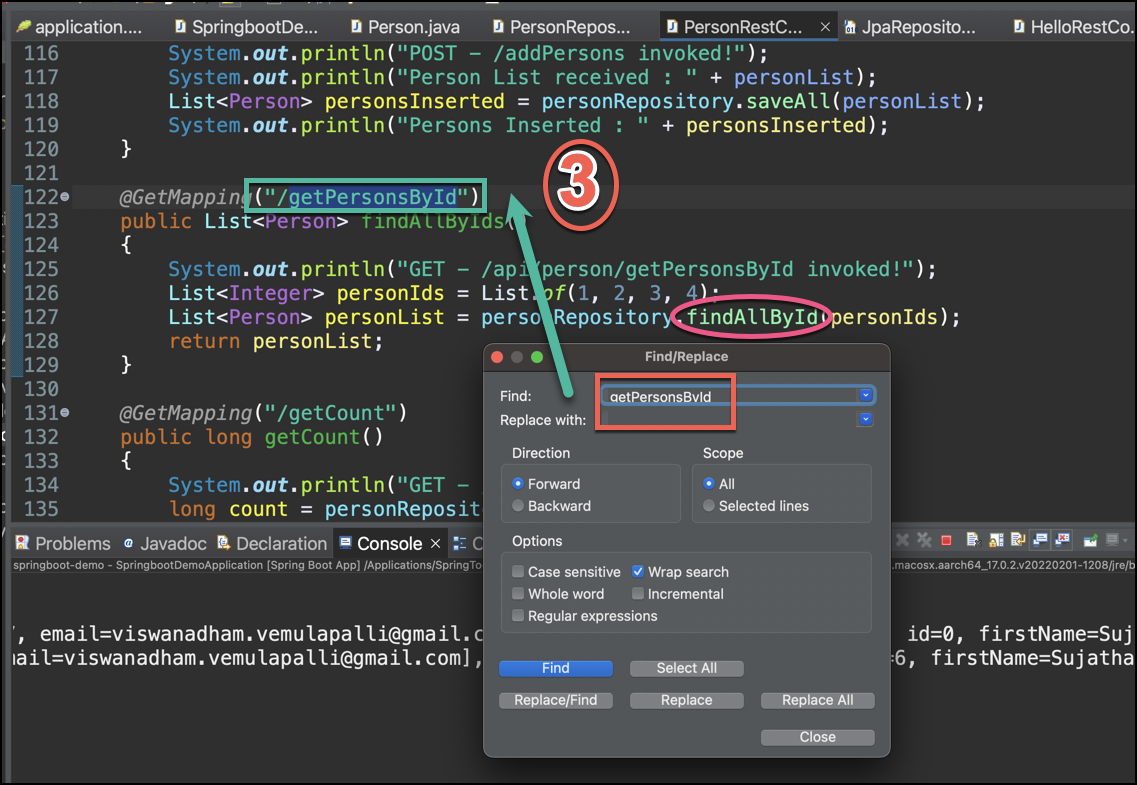 application....
SpringbootDe...
Person.java
PersonRepos...
PersonRestC...
JpaReposito...
HelloRestCo.
116 System.out.println("POST - /addPersons invoked!");
117 System.out.println("Person List received : " + personList);
118 List<Person> personsInserted = personRepository.saveAll(personList);
119 System.out.println("Persons Inserted : " + personsInserted);
120 }
121
3
122 @GetMapping("/getPersonsById")
123 public List<Person> findAllByIds(
124 {
125 System.out.println("GET - /api/person/getPersonsById invoked!");
126 List<Integer> personIds = List.of(1, 2, 3, 4);
127 List<Person> personList = personRepository.findAllById(personIds);
128 return personList;
129 }
130
131 @GetMapping("/getCount")
132 public long getCount()
133 {
134 System.out.println("GET -
135 long count = personReposit
Find/Replace
Find: getPersonsById
Replace with:
Direction
Scope
Forward
All
Backward
Selected lines
Options
Case sensitive
Wrap search
Whole word
Incremental
Regular expressions
Find
Select All
Replace/Find
Replace
Replace All
Close
Problems
Javadoc
Declaration
Console
C
springboot-demo - SpringbootDemoApplication [Spring Boot App] /Applications/SpringToo
.macosx.aarch64_17.0.2.v20220201-1208/jre/b
', email=viswanadham.vemulapalli@gmail.c
id=0, firstName=Suj
mail=viswanadham.vemulapalli@gmail.com],
=6, firstName=Sujatha